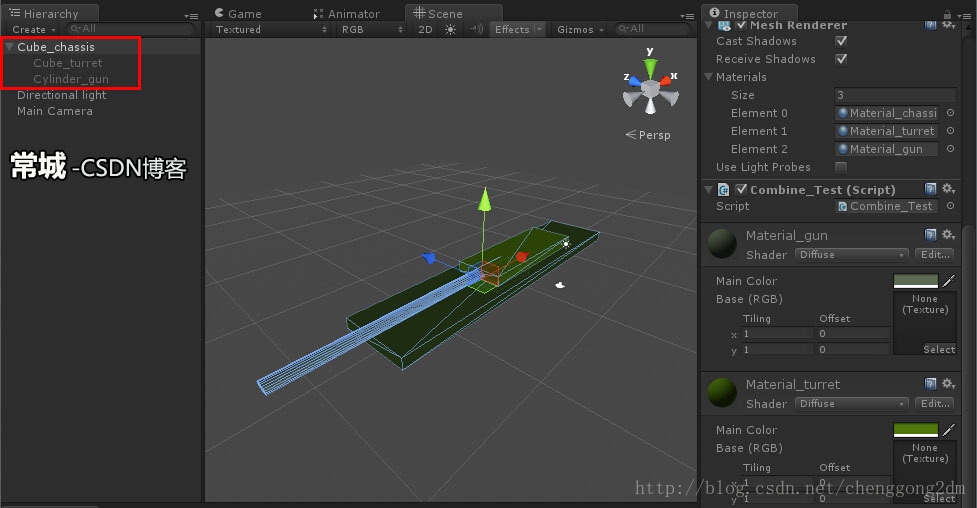 Hierarchy
Create All
Cube_chassis
Cube_turret
Cylinder_gun
Directional light
Main Camera
常城 -CSDN博客
Game Animator Scene
Textured RGB 2D Effects Gizmos All
y
z x
Persp
Inspector
Mesh Renderer
Cast Shadows
Receive Shadows
Materials
Size 3
Element 0 Material_chassi
Element 1 Material_turret
Element 2 Material_gun
Use Light Probes
Combine_Test (Script)
Script Combine_Test
Material_gun
Shader Diffuse Edit...
Main Color
Base (RGB) None
(Texture)
Tiling Offset
x 1 0
y 1 0
Select
Material_turret
Shader Diffuse Edit...
Main Color
Base (RGB) None
(Texture)
Tiling Offset
x 1 0
y 1 0
Select
http://blog.csdn.net/chenggong2dm